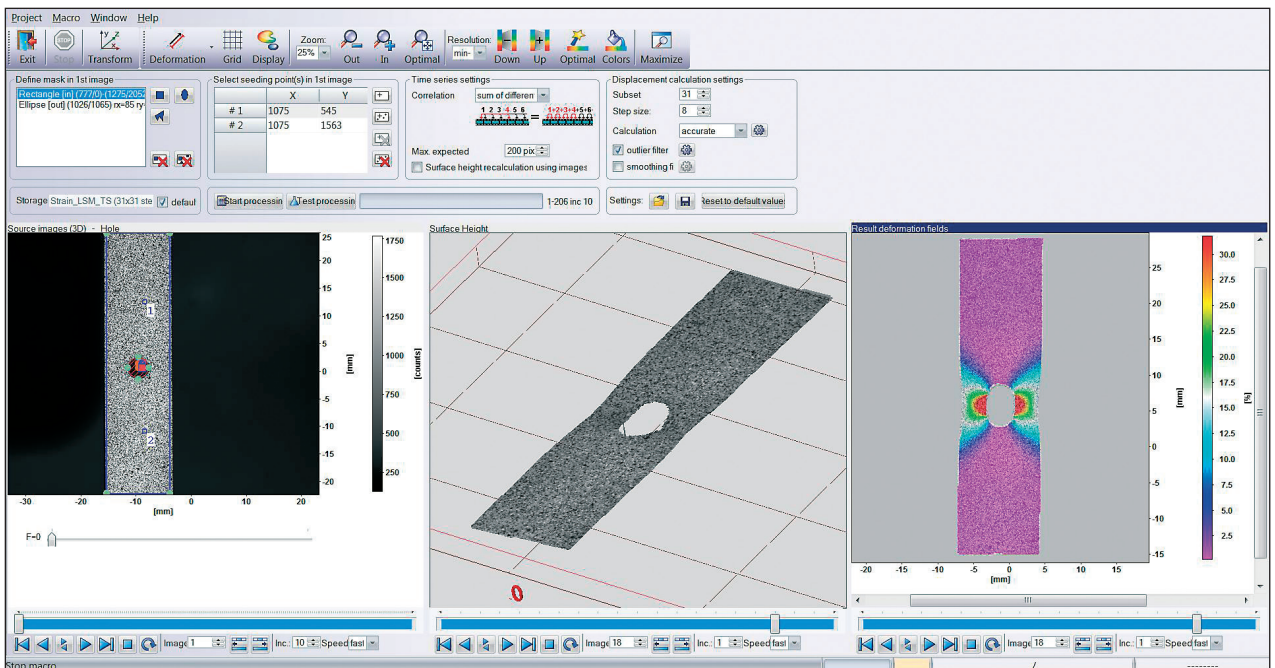 Project Macro Window Help
Exit Stop Transform Deformation Grid Display Zoom: 25% Out In Optimal Resolution: min- Down Up Optimal Colors Maximize
Define mask in 1st image
Rectangle [in] (777/0)-(1275/2052
Ellipse [out] (1026/1065) rx=85 ry
Select seeding point(s) in 1st image
X Y
# 1 1075 545
# 2 1075 1563
Time series settings
Correlation sum of differen
1 2 3 4 5 6 = 1+2+3+4+5+6
Max. expected 200 pix
Surface height recalculation using images
Displacement calculation settings
Subset 31
Step size: 8
Calculation accurate
outlier filter
smoothing fi
Storage Strain_LSM_TS (31x31 ste defaul
Start processin Test processin 1-206 inc 10
Settings: Reset to default value
Source images (3D) - Hole
25
20
15
10
5
0
-5
-10
-15
-20
[mm]
-30 -20 -10 0 10 20
[mm]
1
2
1750
1500
1250
1000
750
500
250
[counts]
F=0
Surface Height
0
Result deformation fields
25
20
15
10
5
0
-5
-10
-15
[mm]
-20 -15 -10 -5 0 5 10 15
[mm]
30.0
27.5
25.0
22.5
20.0
17.5
15.0
12.5
10.0
7.5
5.0
2.5
[%]
Image 1 Inc.: 10 Speed fast
Image 18 Inc.: 1 Speed fast
Image 18 Inc.: 1 Speed fast
Stop macro